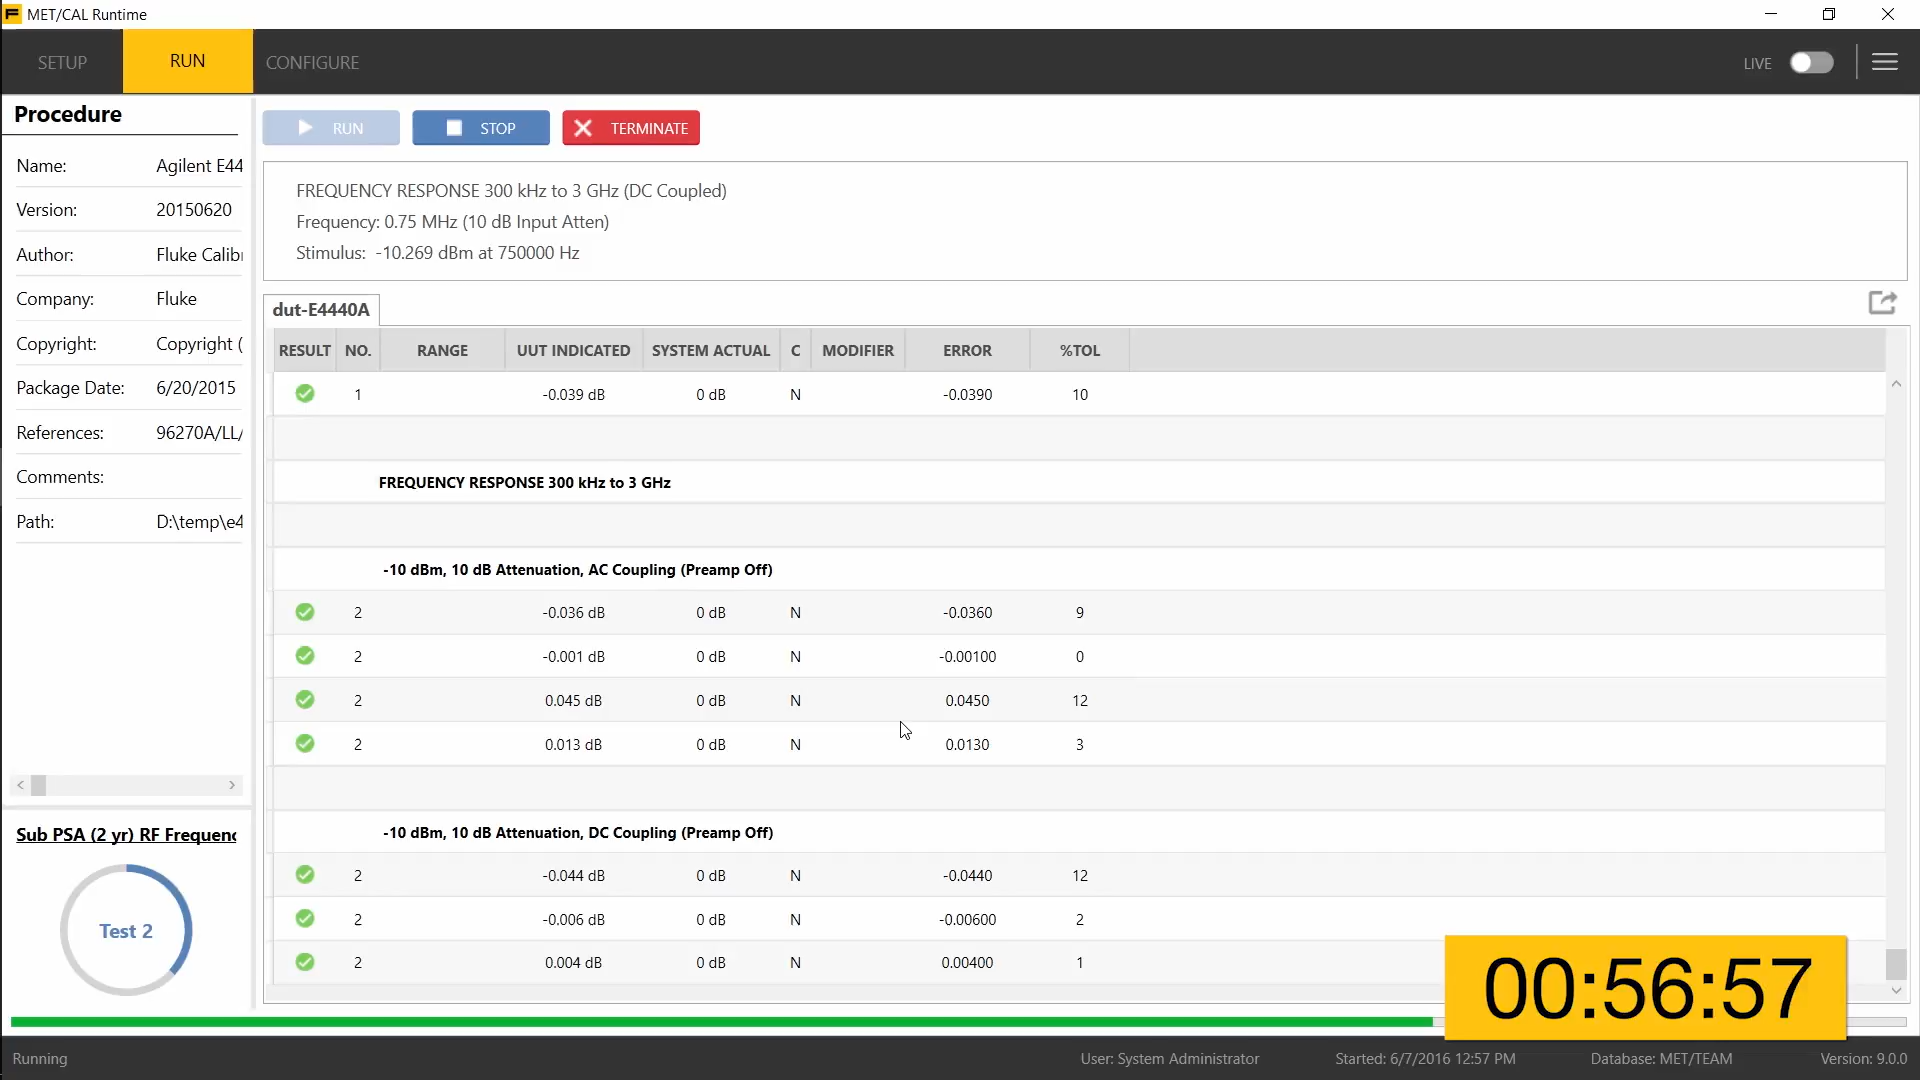 MET/CAL Runtime
SETUP RUN CONFIGURE LIVE
Procedure
Name: Agilent E44
Version: 20150620
Author: Fluke Calibr
Company: Fluke
Copyright: Copyright (
Package Date: 6/20/2015
References: 96270A/LL/
Comments:
Path: D:\temp\e4
Sub PSA (2 yr) RF Frequenc
Test 2
RUN STOP TERMINATE
FREQUENCY RESPONSE 300 kHz to 3 GHz (DC Coupled)
Frequency: 0.75 MHz (10 dB Input Atten)
Stimulus: -10.269 dBm at 750000 Hz
dut-E4440A
RESULT NO. RANGE UUT INDICATED SYSTEM ACTUAL C MODIFIER ERROR %TOL
1 -0.039 dB 0 dB N -0.0390 10
FREQUENCY RESPONSE 300 kHz to 3 GHz
-10 dBm, 10 dB Attenuation, AC Coupling (Preamp Off)
2 -0.036 dB 0 dB N -0.0360 9
2 -0.001 dB 0 dB N -0.00100 0
2 0.045 dB 0 dB N 0.0450 12
2 0.013 dB 0 dB N 0.0130 3
-10 dBm, 10 dB Attenuation, DC Coupling (Preamp Off)
2 -0.044 dB 0 dB N -0.0440 12
2 -0.006 dB 0 dB N -0.00600 2
2 0.004 dB 0 dB N 0.00400 1
00:56:57
Running User: System Administrator Started: 6/7/2016 12:57 PM Database: MET/TEAM Version: 9.0.0